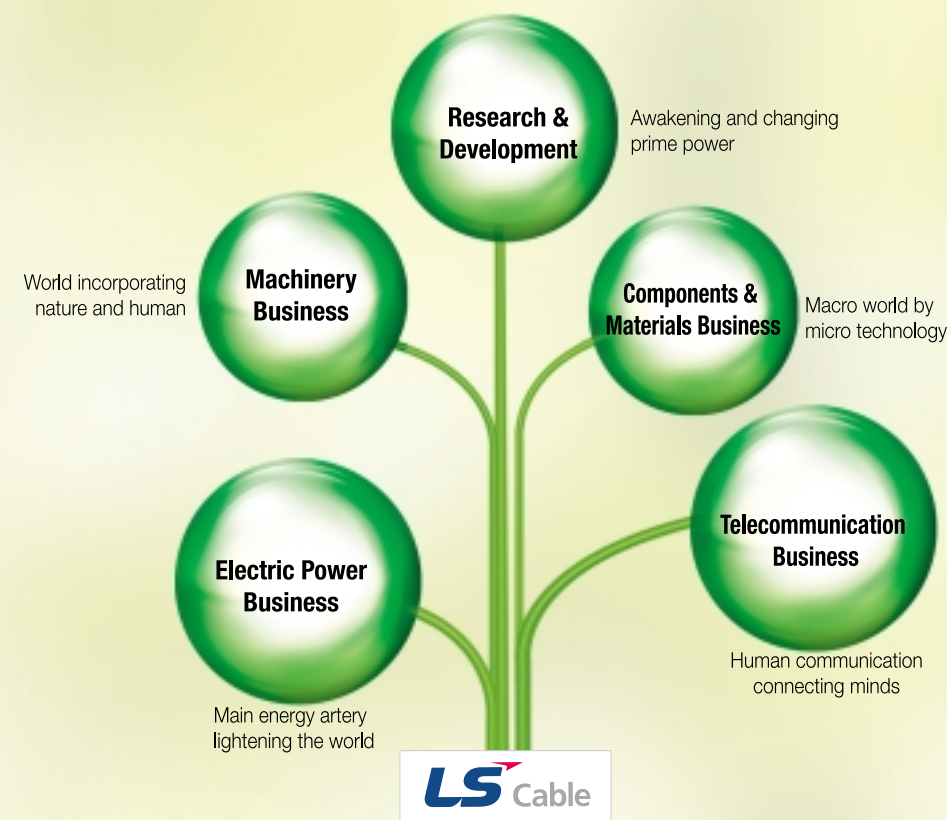 Research &
Development
Awakening and changing
prime power
Machinery
Business
World incorporating
nature and human
Components &
Materials Business
Macro world by
micro technology
Telecommunication
Business
Human communication
connecting minds
Electric Power
Business
Main energy artery
lightening the world
LS Cable